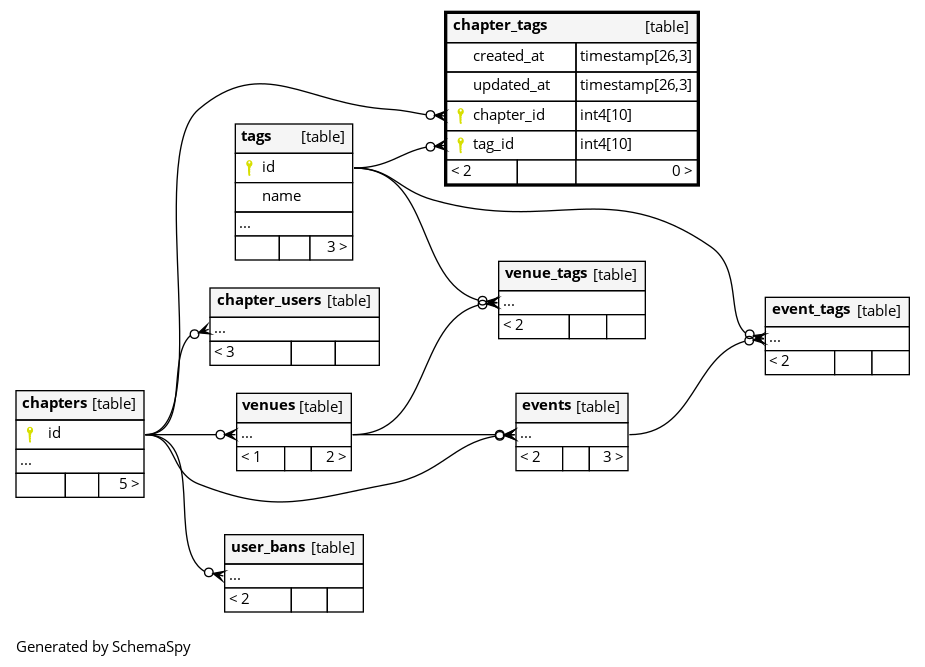 chapter_tags [table]
created_at timestamp[26,3]
updated_at timestamp[26,3]
chapter_id int4[10]
tag_id int4[10]
< 2 0 >
tags [table]
id
name
...
3 >
venue_tags [table]
...
< 2
chapter_users [table]
...
< 3
event_tags [table]
...
< 2
chapters [table]
id
...
5 >
venues [table]
...
< 1 2 >
events [table]
...
< 2 3 >
user_bans [table]
...
< 2
Generated by SchemaSpy